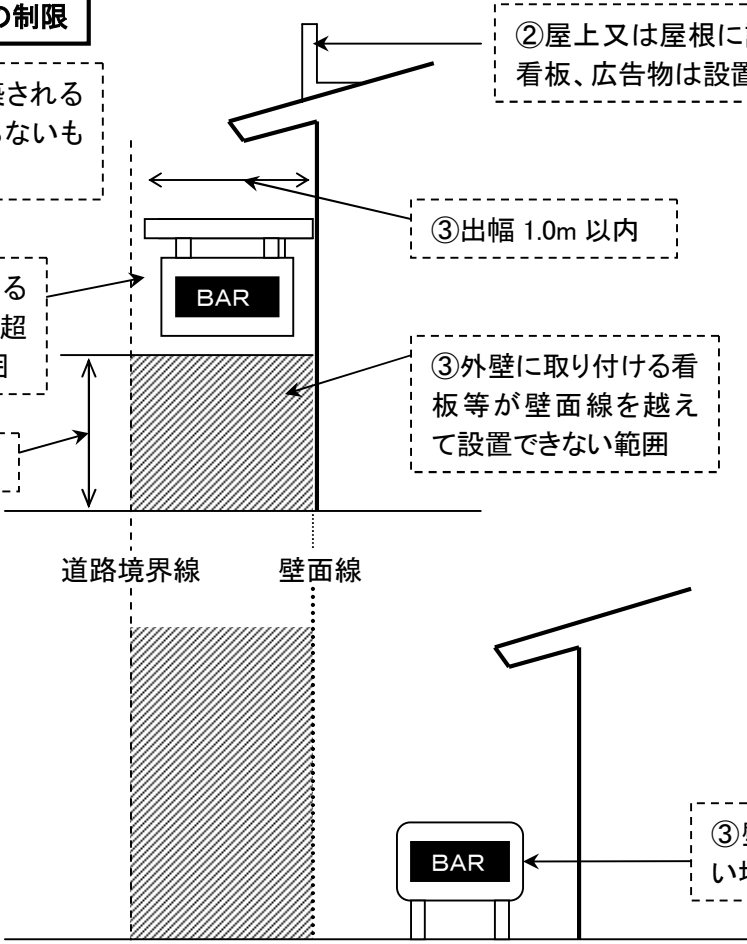 の制限
②屋上又は屋根に
看板、広告物は設置
築される
ないも
③出幅 1.0m 以内
る
超
BAR
③外壁に取り付ける看
板等が壁面線を越え
て設置できない範囲
道路境界線
壁面線
BAR
③
い